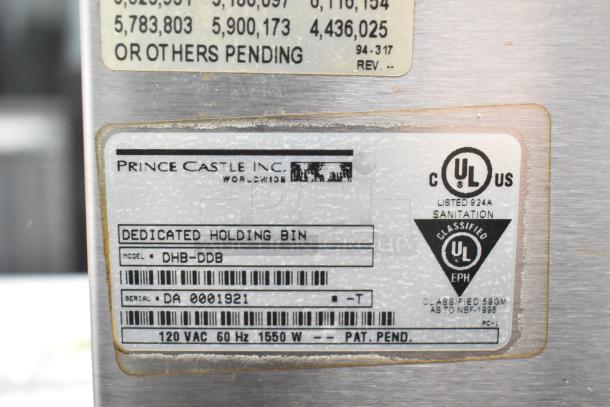 5,783,803 5,900,173 4,436,025
OR OTHERS PENDING
94-317
REV. --
PRINCE CASTLE INC.
WORLDWIDE
C UL US
®
LISTED 924A
SANITATION
CLASSIFIED
UL
®
EPH
CLASSIFIED 59GM
AS TO NSF-1996
PC-1
DEDICATED HOLDING BIN
MODEL * DHB-DDB
SERIAL * DA 0001921 * -T
120 VAC 60 Hz 1550 W -- PAT. PEND.